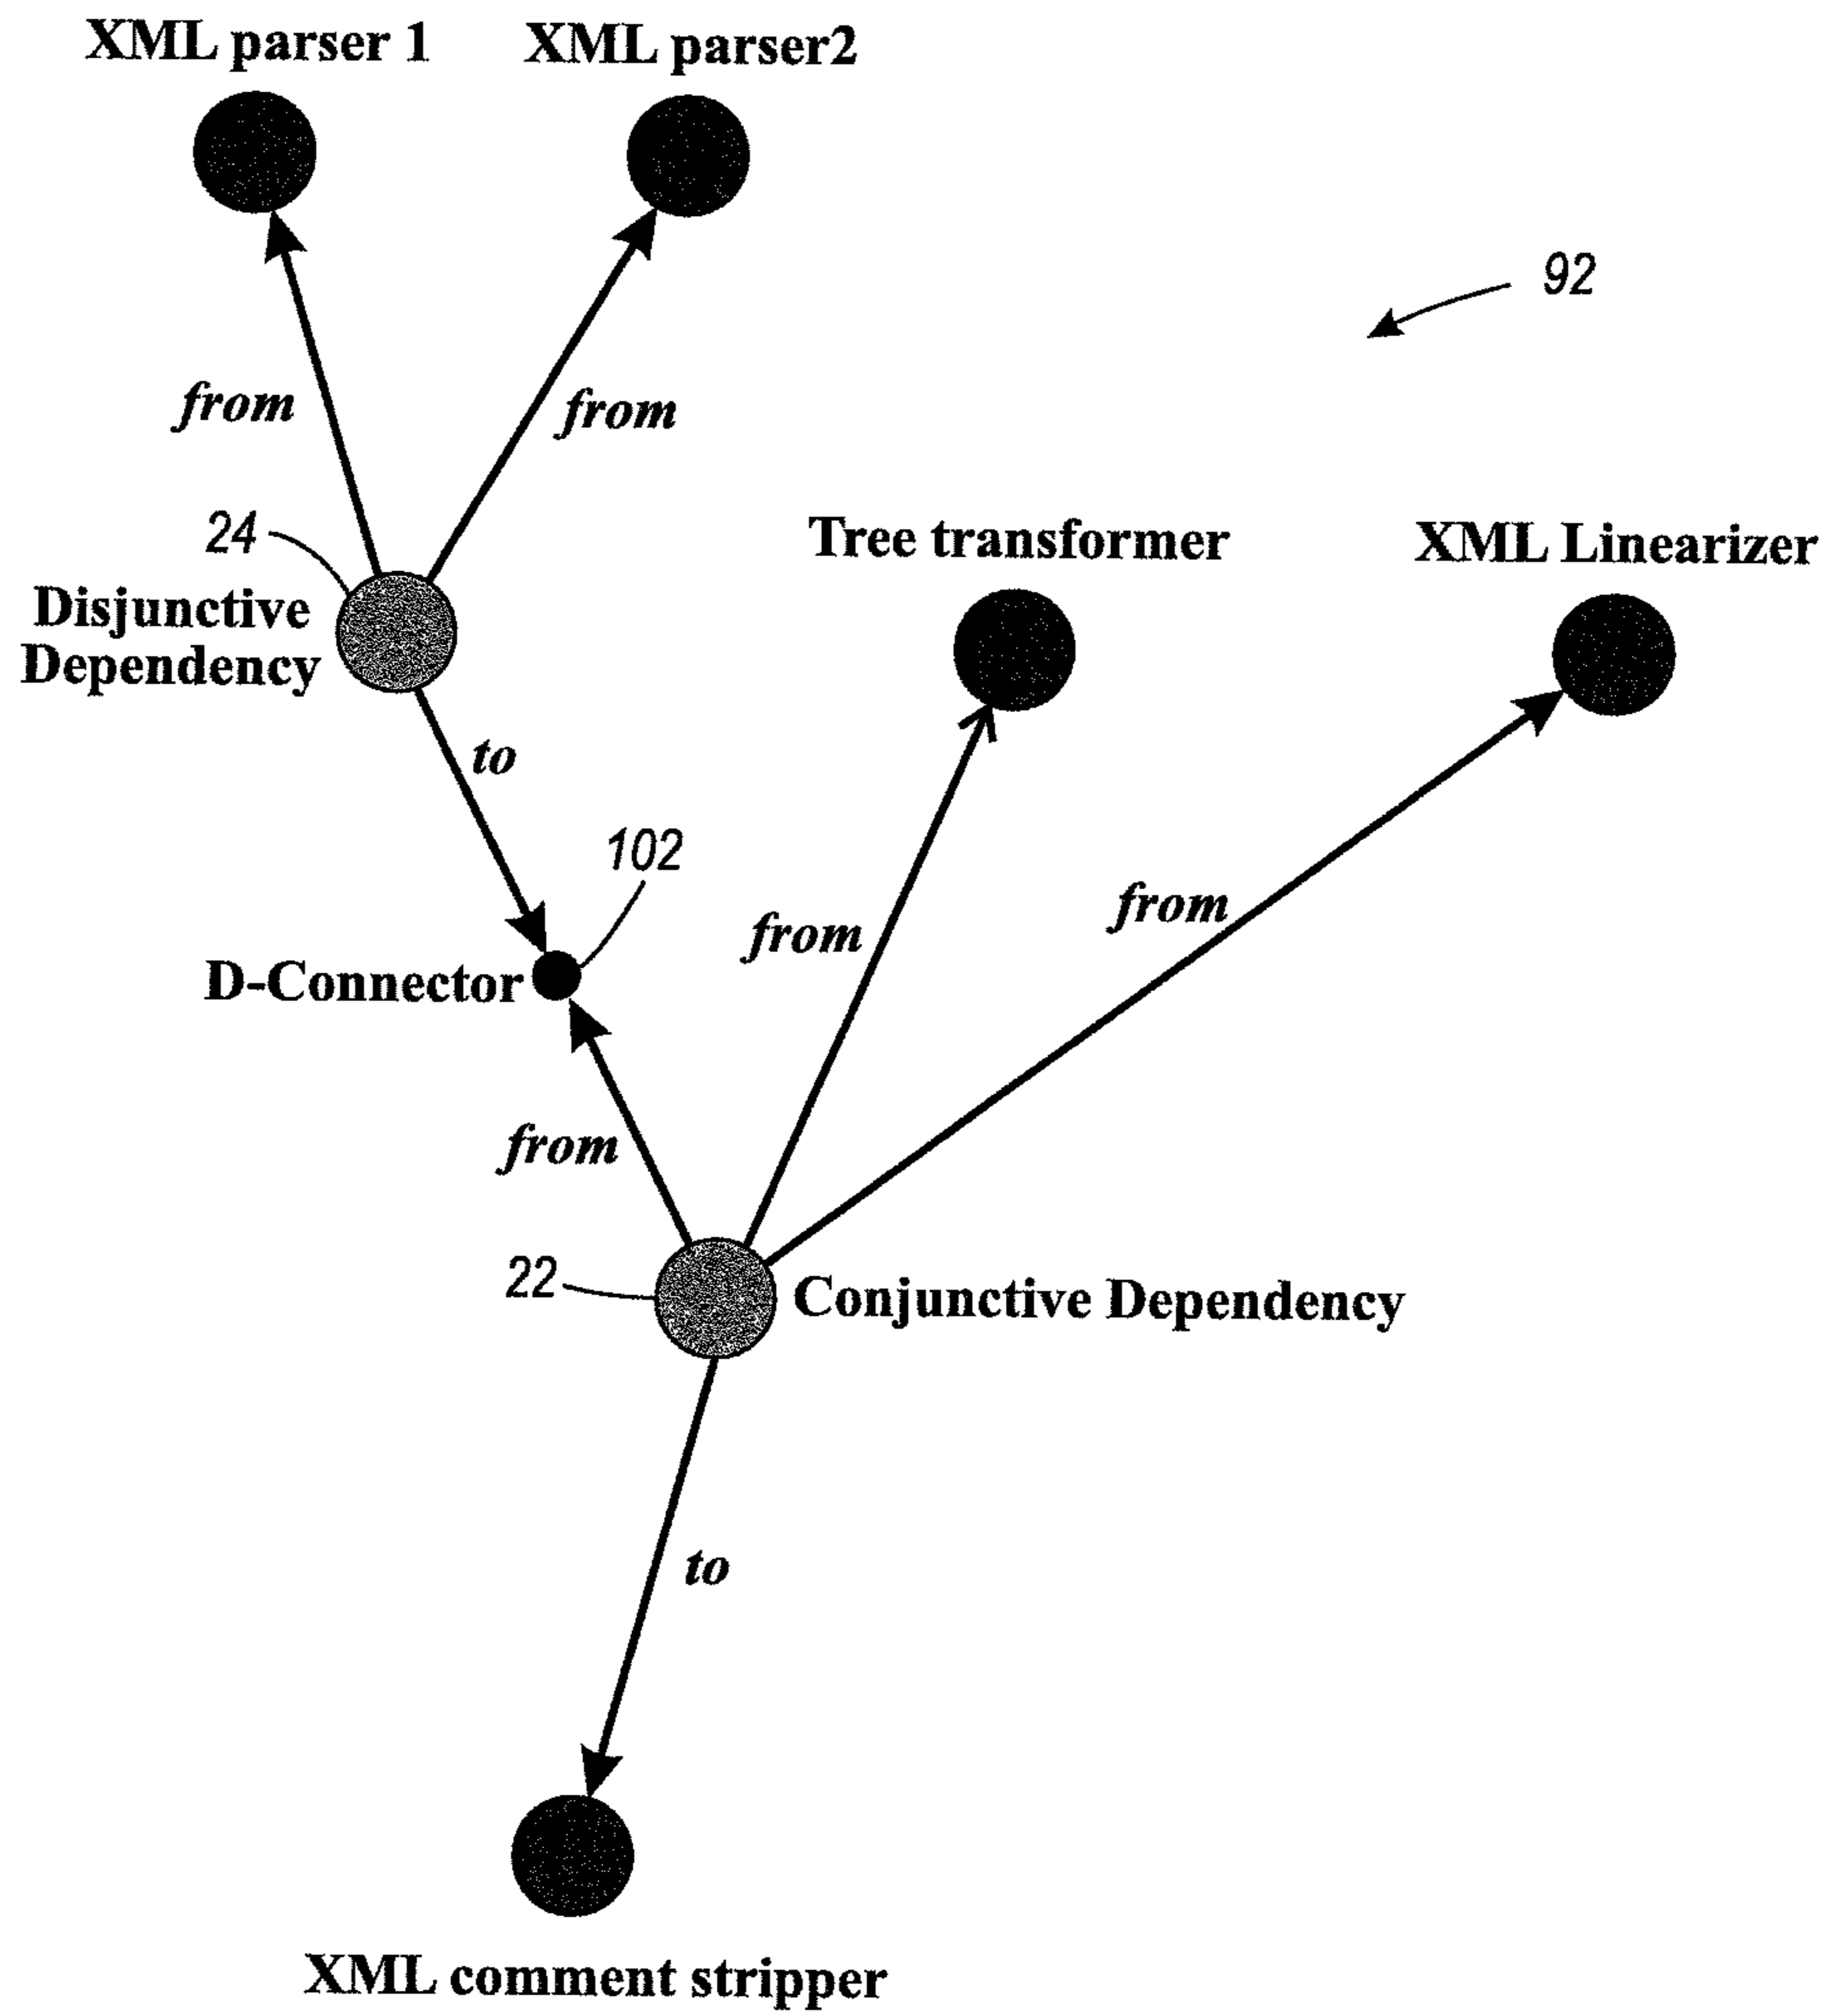 XML parser 1
XML parser2
92
from
from
24
Disjunctive
Dependency
Tree transformer
XML Linearizer
to
102
D-Connector
from
from
from
22
Conjunctive Dependency
to
XML comment stripper